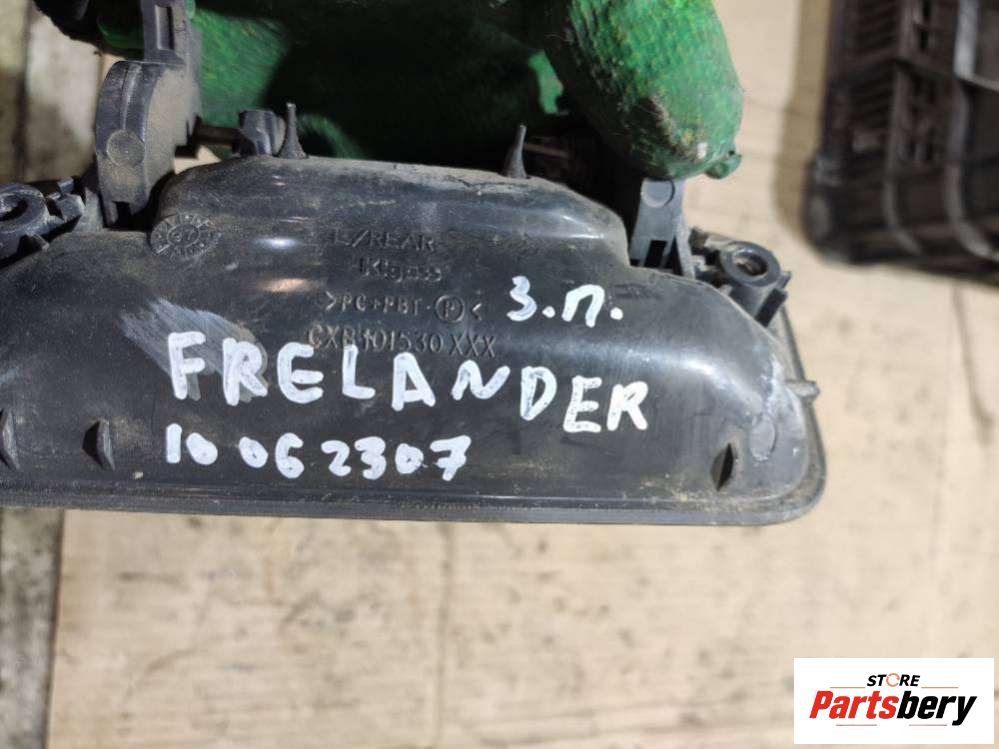 L/REAR
>PC+PBT-
<
З.П.
CXB101530XXX
FRELANDER
10062307
STORE
Partsbery